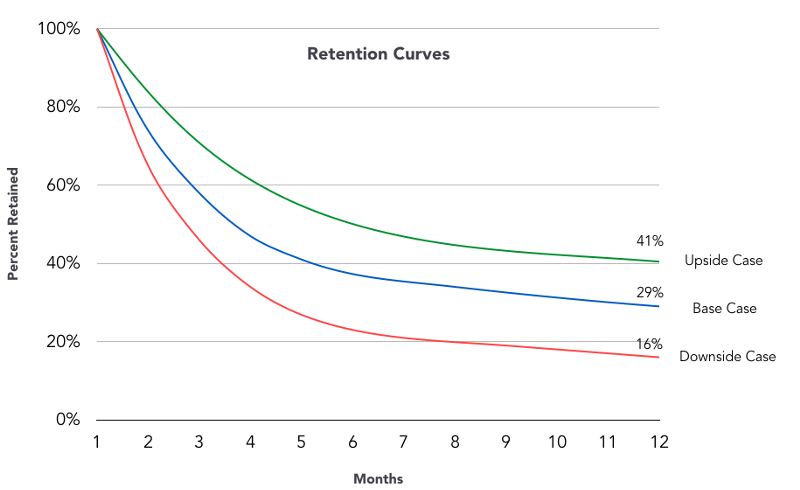 Retention Curves
100%
80%
60%
40%
20%
0%
Percent Retained
41%
Upside Case
29%
Base Case
16%
Downside Case
1 2 3 4 5 6 7 8 9 10 11 12
Months